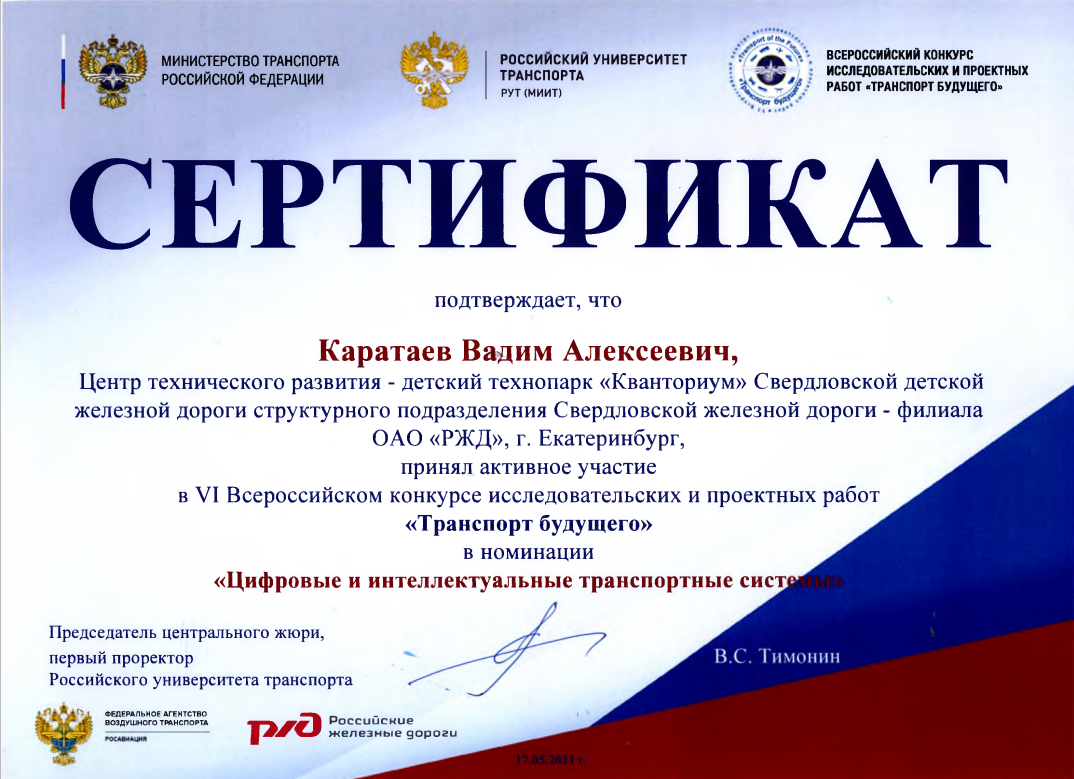 МИНИСТЕРСТВО ТРАНСПОРТА
РОССИЙСКОЙ ФЕДЕРАЦИИ
РОССИЙСКИЙ УНИВЕРСИТЕТ
ТРАНСПОРТА
РУТ (МИИТ)
Transport of the Future
Транспорт будущего
ВСЕРОССИЙСКИЙ КОНКУРС
ИССЛЕДОВАТЕЛЬСКИХ И ПРОЕКТНЫХ
РАБОТ «ТРАНСПОРТ БУДУЩЕГО»
СЕРТИФИКАТ
подтверждает, что
Каратаев Вадим Алексеевич,
Центр технического развития - детский технопарк «Кванториум» Свердловской детской
железной дороги структурного подразделения Свердловской железной дороги - филиала
ОАО «РЖД», г. Екатеринбург,
принял активное участие
в VI Всероссийском конкурсе исследовательских и проектных работ
«Транспорт будущего»
в номинации
«Цифровые и интеллектуальные транспортные системы»
Председатель центрального жюри,
первый проректор
Российского университета транспорта
В.С. Тимонин
ФЕДЕРАЛЬНОЕ АГЕНТСТВО
ВОЗДУШНОГО ТРАНСПОРТА
РОСАВИАЦИЯ
ржд
Российские
железные дороги
17.05.2021 г.